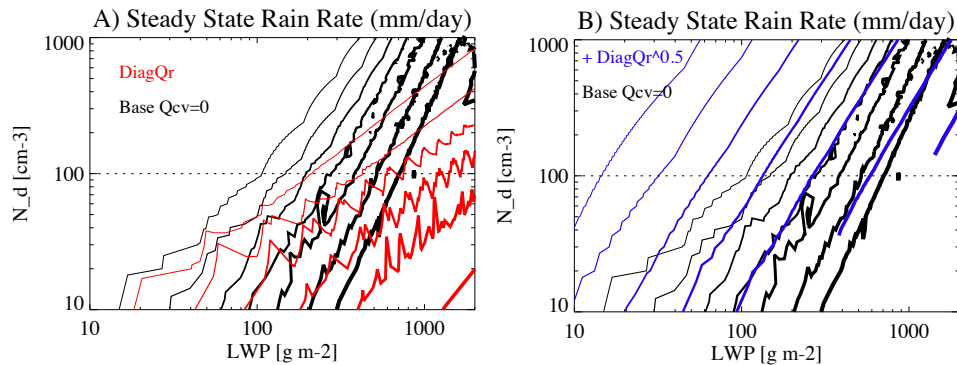 A) Steady State Rain Rate (mm/day)
1000
DiagQr
Base Qcv=0
N_d [cm-3]
100
10
10
100
1000
LWP [g m-2]
B) Steady State Rain Rate (mm/day)
1000
+ DiagQr^0.5
Base Qcv=0
N_d [cm-3]
100
10
10
100
1000
LWP [g m-2]